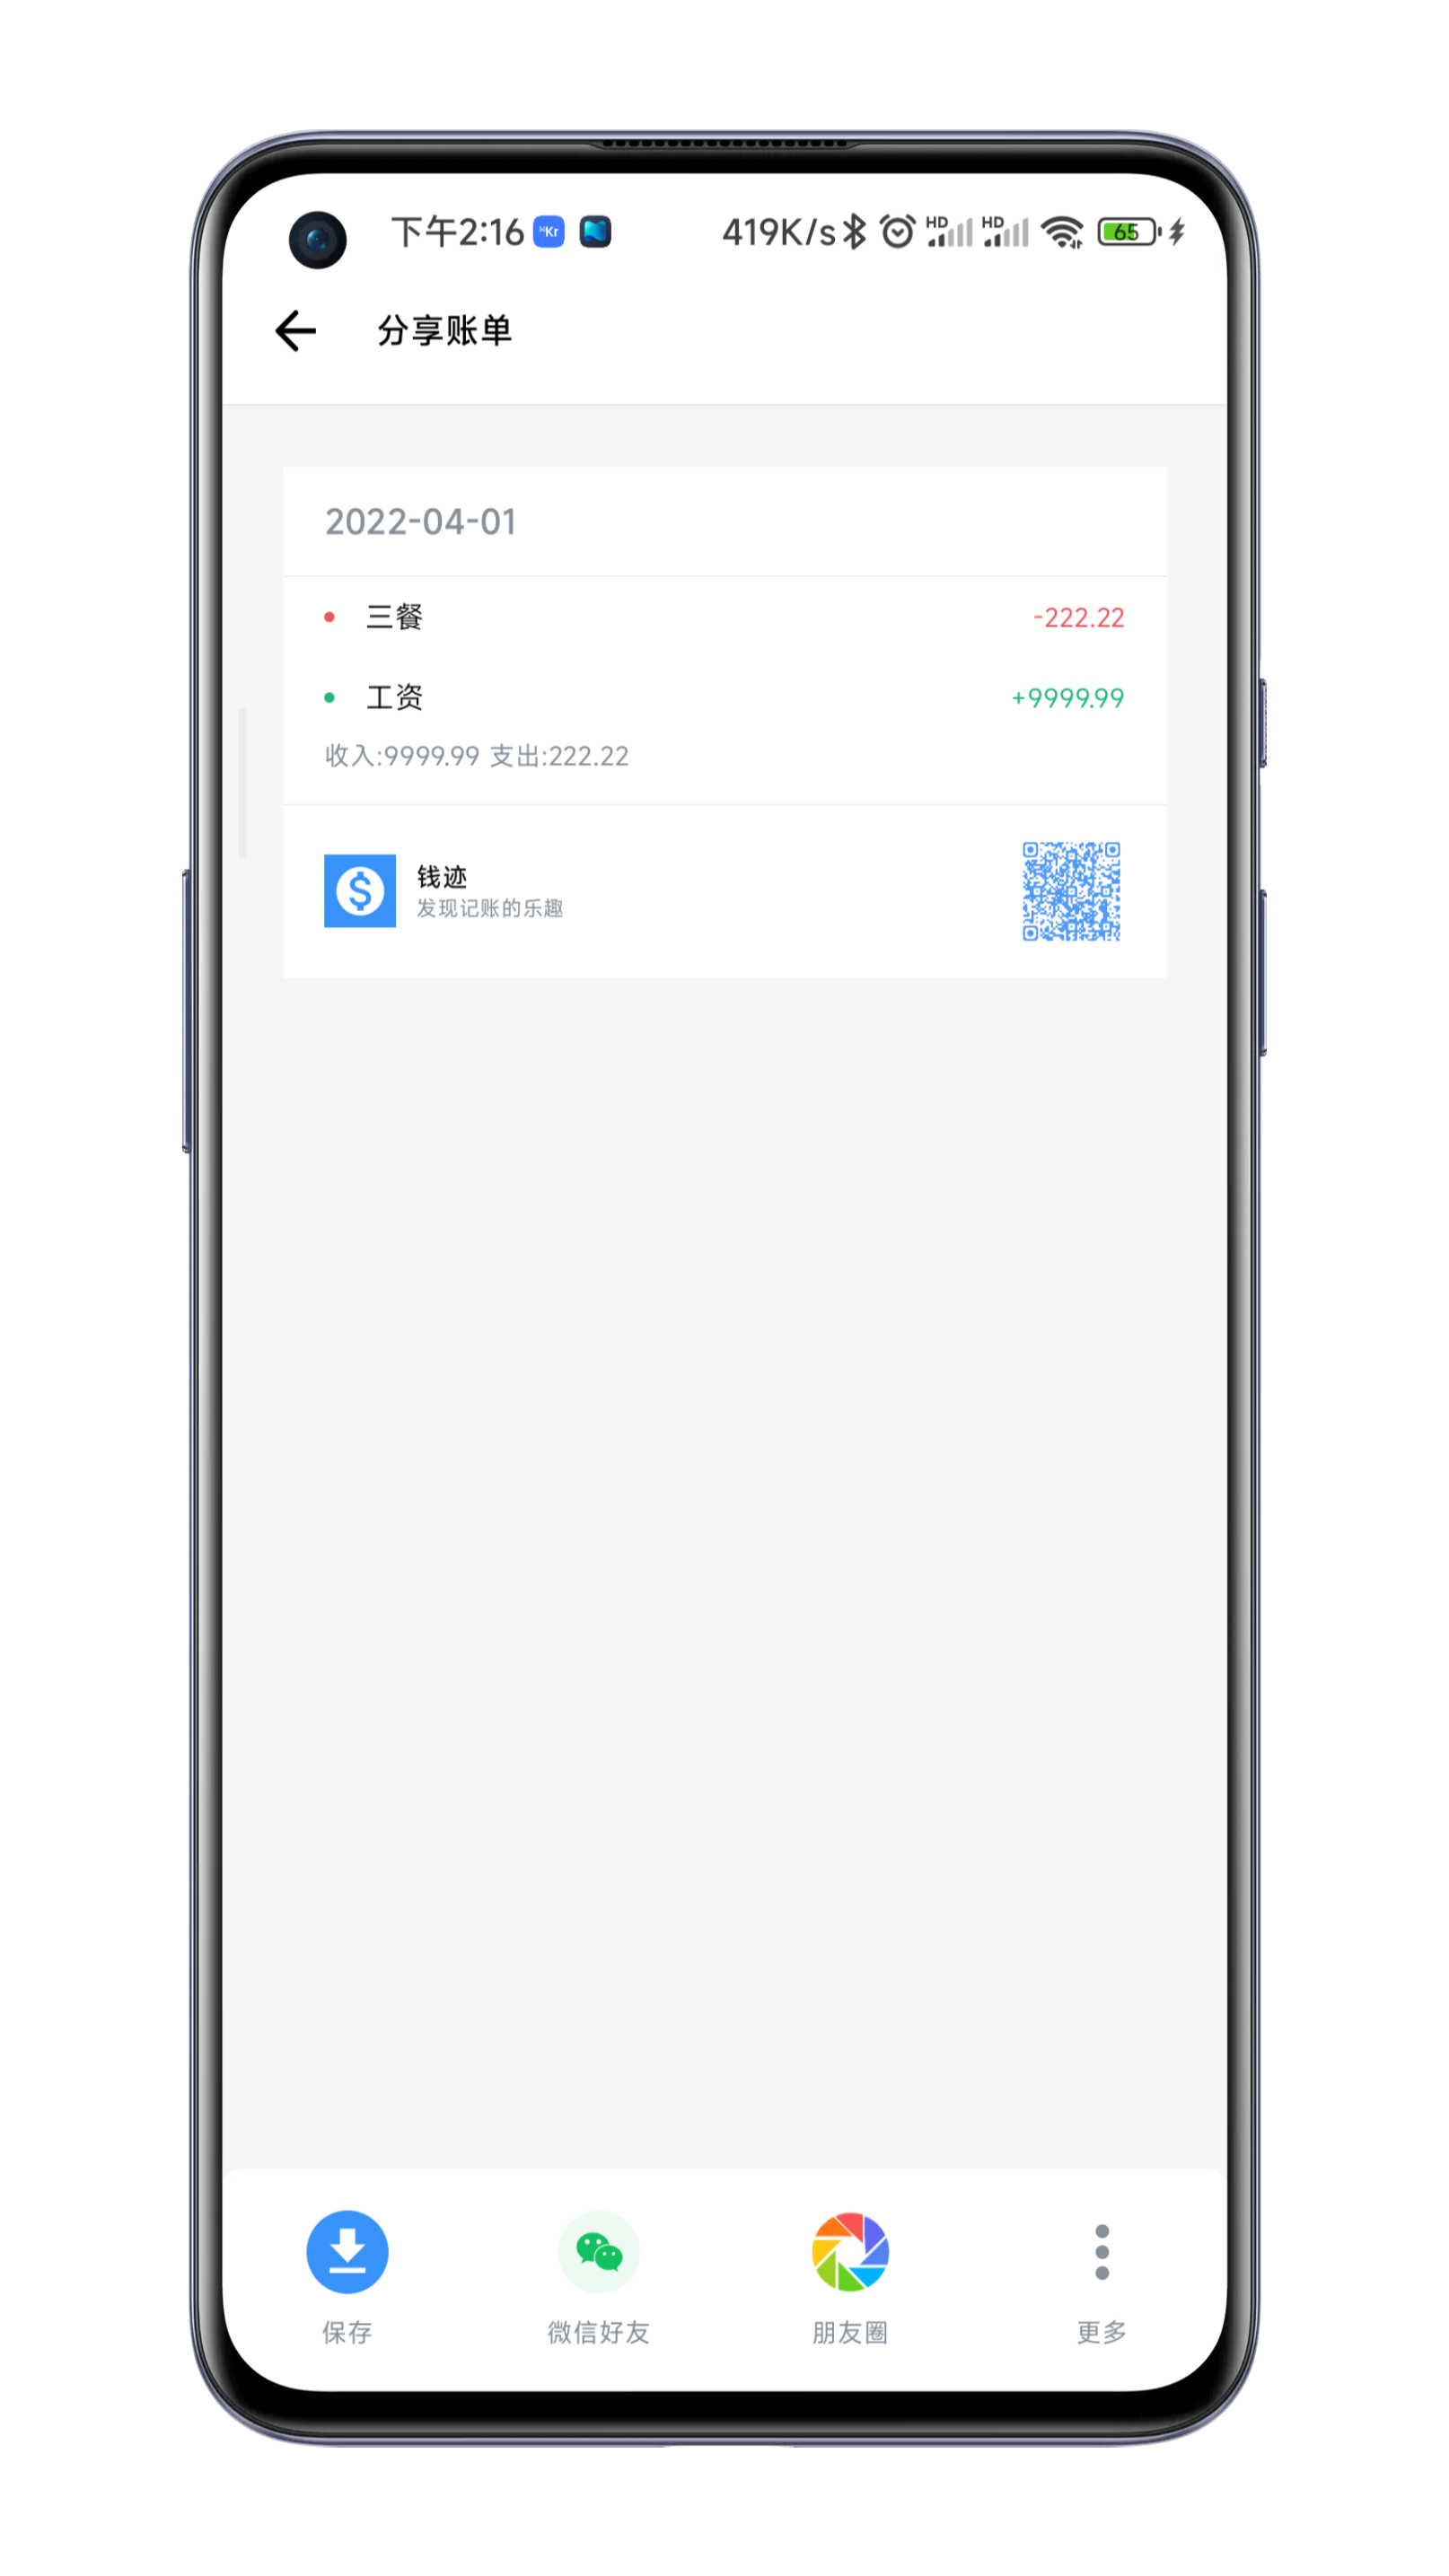 下午2:16 Kr 419K/s HD HD 65
分享账单
2022-04-01
三餐 -222.22
工资 +9999.99
收入:9999.99 支出:222.22
钱迹
发现记账的乐趣
保存 微信好友 朋友圈 更多